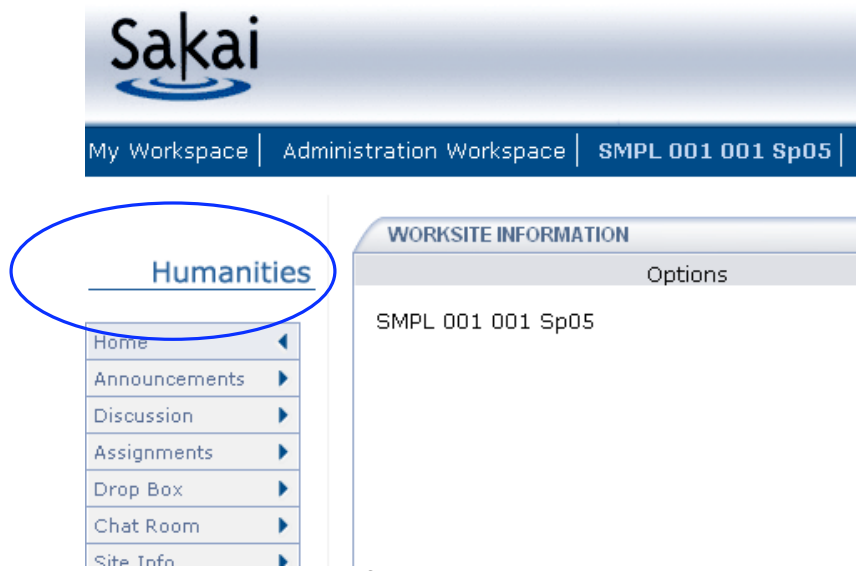 Sakai
My Workspace | Administration Workspace | SMPL 001 001 Sp05 |
Humanities
Home
Announcements
Discussion
Assignments
Drop Box
Chat Room
Site Info
WORKSITE INFORMATION
Options
SMPL 001 001 Sp05